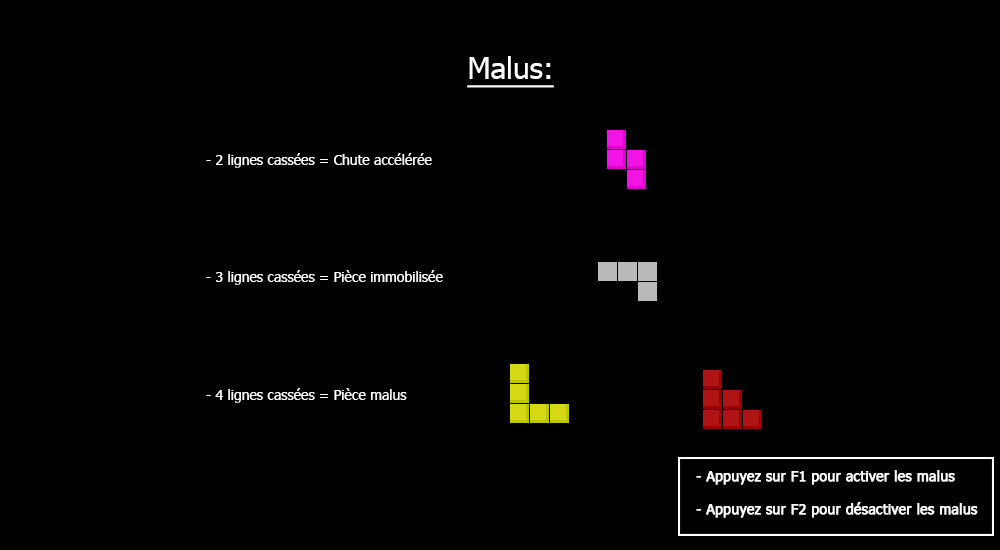 Malus:
- 2 lignes cassées = Chute accélérée
- 3 lignes cassées = Pièce immobilisée
- 4 lignes cassées = Pièce malus
- Appuyez sur F1 pour activer les malus
- Appuyez sur F2 pour désactiver les malus